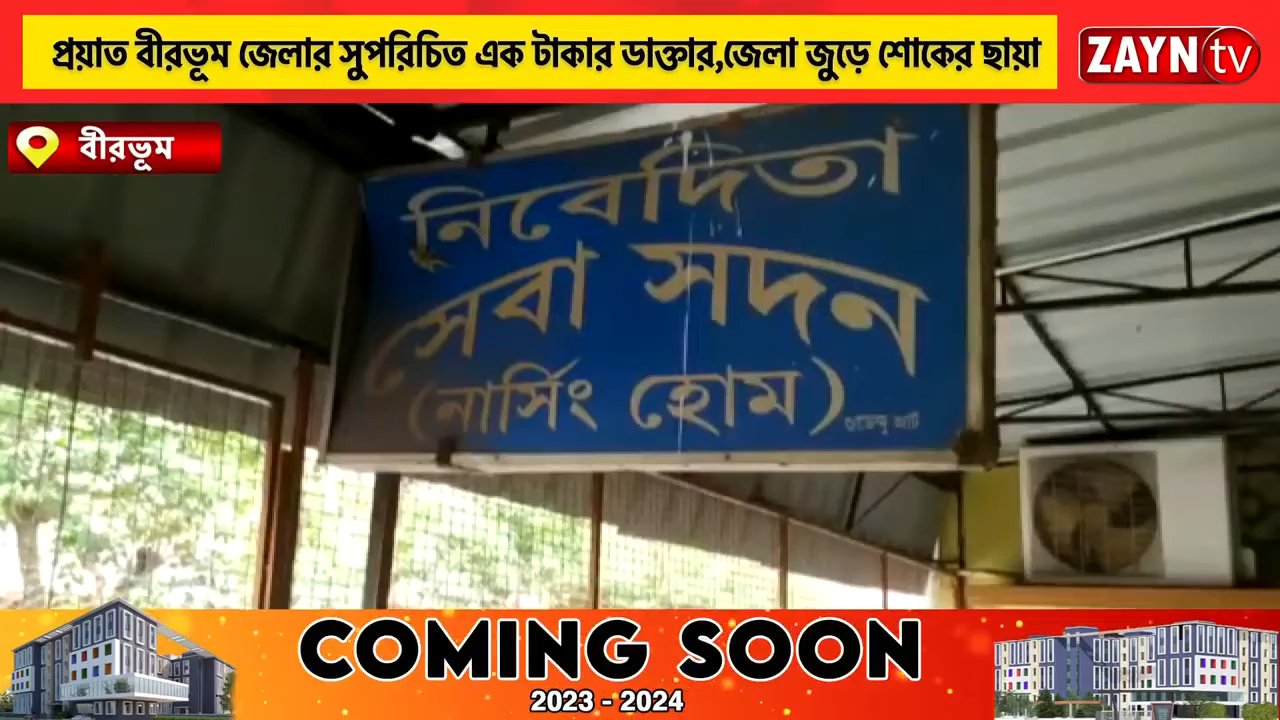 প্রয়াত বীরভূম জেলার সুপরিচিত এক টাকার ডাক্তার,জেলা জুড়ে শোকের ছায়া
ZAYN tv
বীরভূম
নিবেদিতা
সেবা সদন
(নার্সিং হোম)
COMING SOON
2023 - 2024